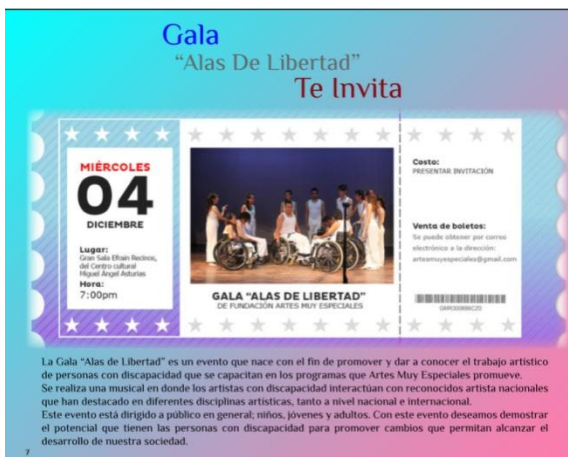 Gala
“Alas De Libertad”
Te Invita
MIÉRCOLES
04
DICIEMBRE
Lugar:
Gran Sala Efraín Recinos,
del Centro cultural
Miguel Ángel Asturias
Hora:
7:00pm
GALA “ALAS DE LIBERTAD”
DE FUNDACIÓN ARTES MUY ESPECIALES
Costo:
PRESENTAR INVITACIÓN
Venta de boletos:
Se puede obtener por correo
electrónico a la dirección:
artesmuyespeciales@gmail.com
La Gala “Alas de Libertad” es un evento que nace con el fin de promover y dar a conocer el trabajo artístico
de personas con discapacidad que se capacitan en los programas que Artes Muy Especiales promueve.
Se realiza una musical en donde los artistas con discapacidad interactúan con reconocidos artista nacionales
que han destacado en diferentes disciplinas artísticas, tanto a nivel nacional e internacional.
Este evento está dirigido a público en general; niños, jóvenes y adultos. Con este evento deseamos demostrar
el potencial que tienen las personas con discapacidad para promover cambios que permitan alcanzar el
desarrollo de nuestra sociedad.
7